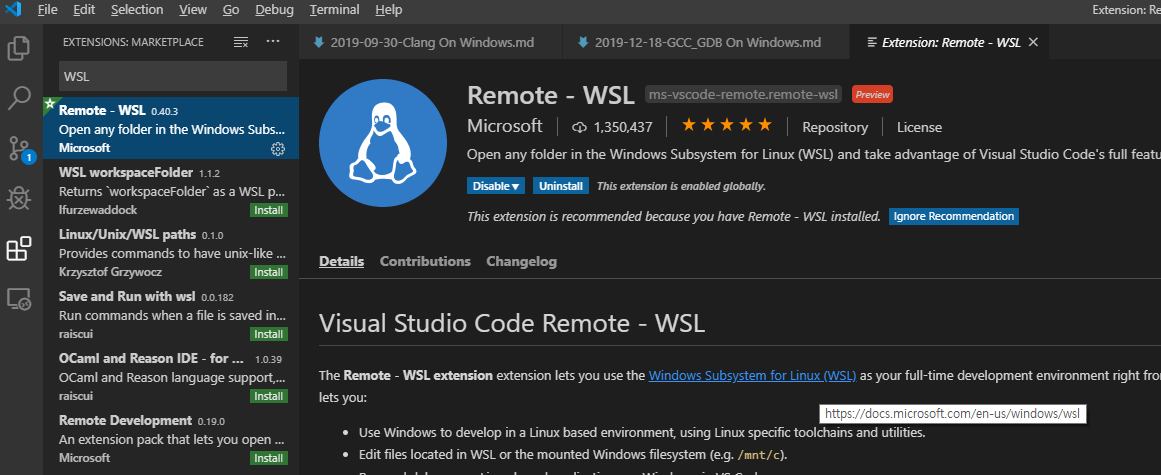 File Edit Selection View Go Debug Terminal Help Extension: Re
EXTENSIONS: MARKETPLACE
WSL
Remote - WSL 0.40.3
Open any folder in the Windows Subs...
Microsoft
WSL workspaceFolder 1.1.2
Returns `workspaceFolder` as a WSL p...
lfurzewaddock Install
Linux/Unix/WSL paths 0.1.0
Provides commands to have unix-like ...
Krzysztof Grzywocz Install
Save and Run with wsl 0.0.182
Run commands when a file is saved in...
raiscui Install
OCaml and Reason IDE - for ... 1.0.39
OCaml and Reason language support,...
raiscui Install
Remote Development 0.19.0
An extension pack that lets you open ...
Microsoft Install
1
2019-09-30-Clang On Windows.md 2019-12-18-GCC_GDB On Windows.md Extension: Remote - WSL
Remote - WSL ms-vscode-remote.remote-wsl Preview
Microsoft 1,350,437 Repository License
Open any folder in the Windows Subsystem for Linux (WSL) and take advantage of Visual Studio Code's full featu
Disable Uninstall This extension is enabled globally.
This extension is recommended because you have Remote - WSL installed. Ignore Recommendation
Details Contributions Changelog
Visual Studio Code Remote - WSL
The Remote - WSL extension extension lets you use the Windows Subsystem for Linux (WSL) as your full-time development environment right fro
lets you:
https://docs.microsoft.com/en-us/windows/wsl
• Use Windows to develop in a Linux based environment, using Linux specific toolchains and utilities.
• Edit files located in WSL or the mounted Windows filesystem (e.g. /mnt/c).